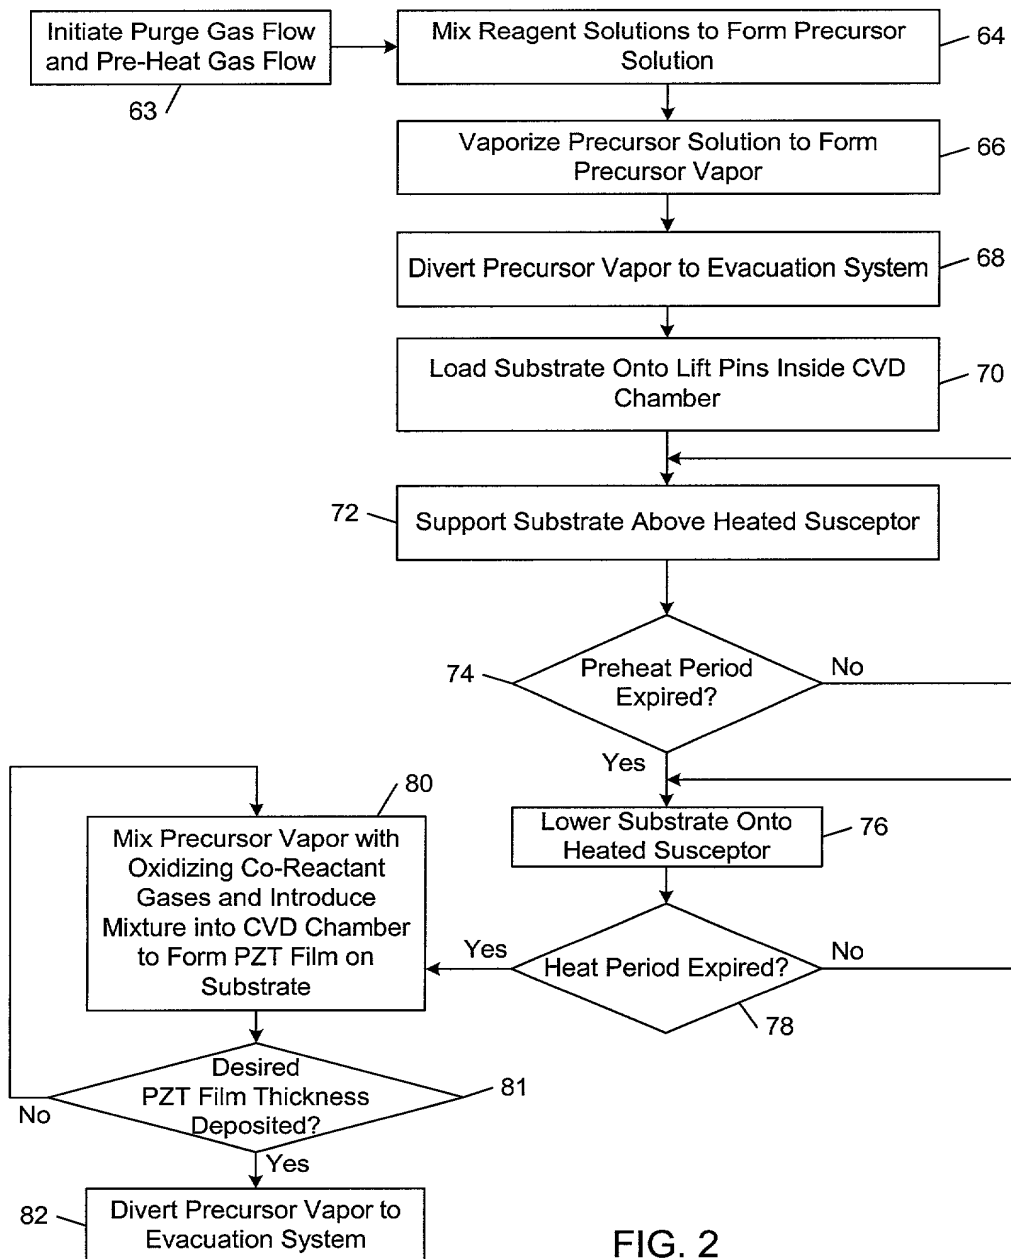 Initiate Purge Gas Flow
and Pre-Heat Gas Flow
63
Mix Reagent Solutions to Form Precursor
Solution
64
Vaporize Precursor Solution to Form
Precursor Vapor
66
Divert Precursor Vapor to Evacuation System
68
Load Substrate Onto Lift Pins Inside CVD
Chamber
70
72
Support Substrate Above Heated Susceptor
74
Preheat Period
Expired?
No
Yes
Lower Substrate Onto
Heated Susceptor
76
Heat Period Expired?
No
Yes
78
80
Mix Precursor Vapor with
Oxidizing Co-Reactant
Gases and Introduce
Mixture into CVD Chamber
to Form PZT Film on
Substrate
Desired
PZT Film Thickness
Deposited?
81
No
Yes
82
Divert Precursor Vapor to
Evacuation System
FIG. 2